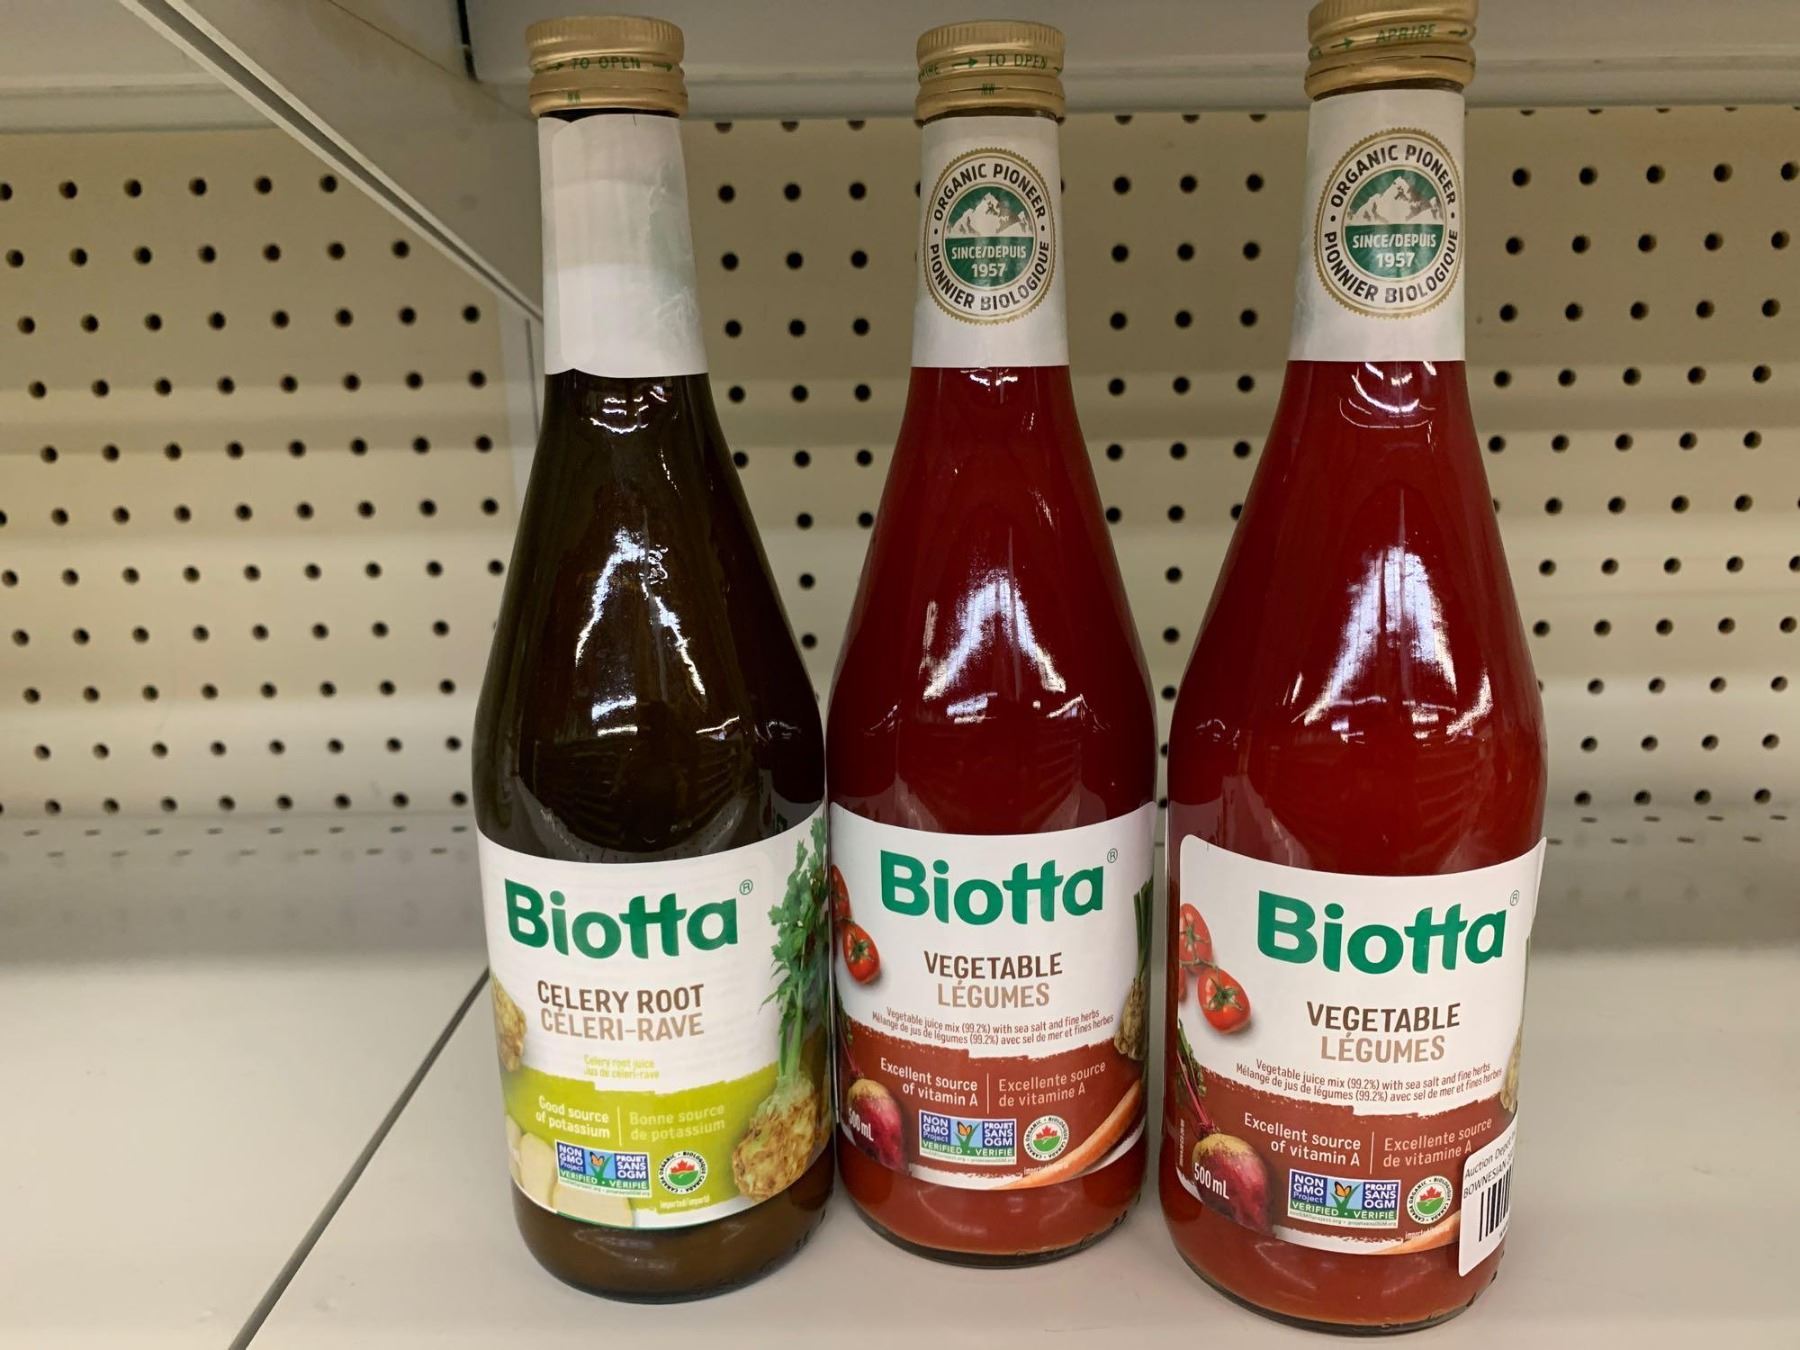 TO OPEN
Biotta®
CELERY ROOT
CÉLERI-RAVE
Celery root juice
Jus de céleri-rave
Good source
of potassium
Bonne source
de potassium
NON
GMO
Project
VERIFIED
PROJET
SANS
OGM
VÉRIFIÉ
imported/importé
TO OPEN
ORGANIC PIONEER
SINCE/DEPUIS
1957
PIONNIER BIOLOGIQUE
Biotta®
VEGETABLE
LÉGUMES
Vegetable juice mix (99.2%) with sea salt and fine herbs
Mélange de jus de légumes (99.2%) avec sel de mer et fines herbes
Excellent source
of vitamin A
Excellente source
de vitamine A
500 mL
NON
GMO
Project
VERIFIED
PROJET
SANS
OGM
VÉRIFIÉ
APRIRE
ORGANIC PIONEER
SINCE/DEPUIS
1957
PIONNIER BIOLOGIQUE
Biotta®
VEGETABLE
LÉGUMES
Vegetable juice mix (99.2%) with sea salt and fine herbs
Mélange de jus de légumes (99.2%) avec sel de mer et fines herbes
Excellent source
of vitamin A
Excellente source
de vitamine A
500 mL
NON
GMO
Project
VERIFIED
PROJET
SANS
OGM
VÉRIFIÉ
Auction Depot
BOWNESIAN